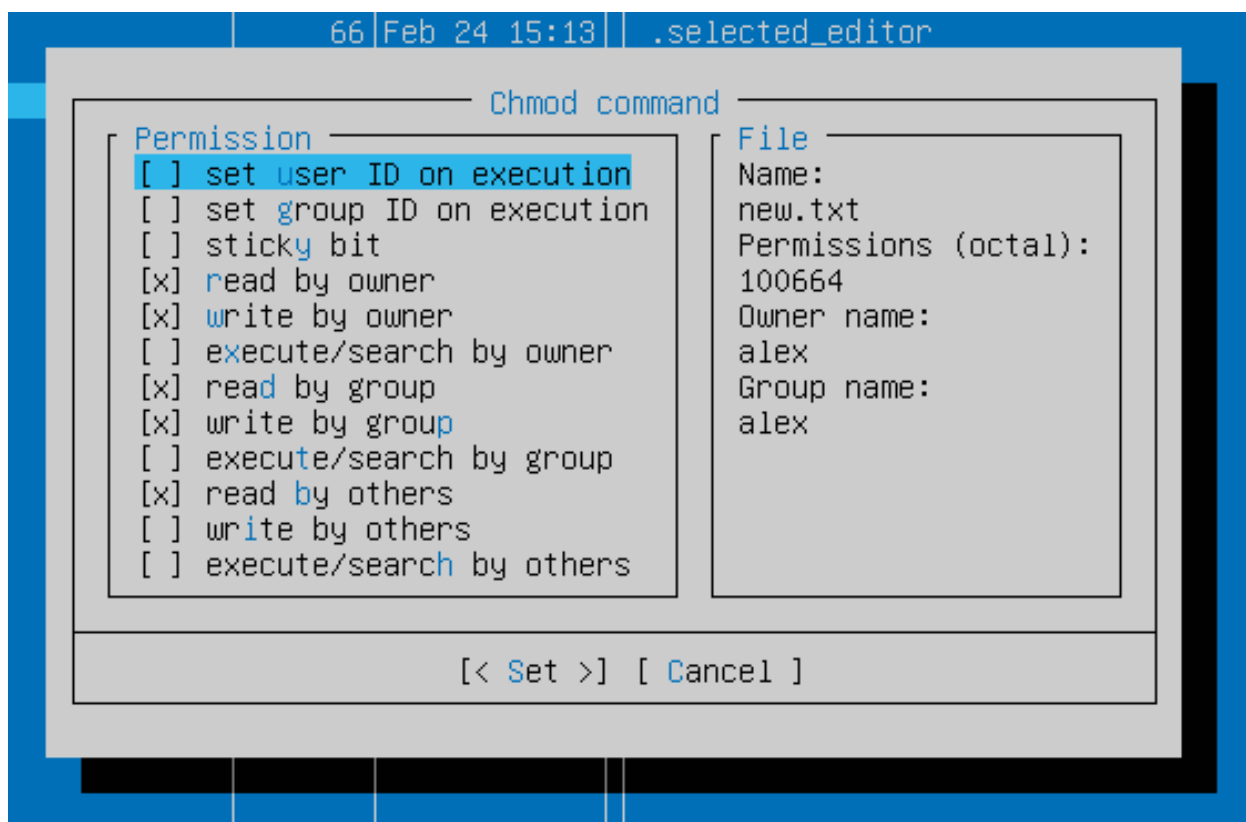 66 Feb 24 15:13 .selected_editor
Chmod command
Permission
[ ] set user ID on execution
[ ] set group ID on execution
[ ] sticky bit
[x] read by owner
[x] write by owner
[ ] execute/search by owner
[x] read by group
[x] write by group
[ ] execute/search by group
[x] read by others
[ ] write by others
[ ] execute/search by others
File
Name:
new.txt
Permissions (octal):
100664
Owner name:
alex
Group name:
alex
[< Set >] [ Cancel ]